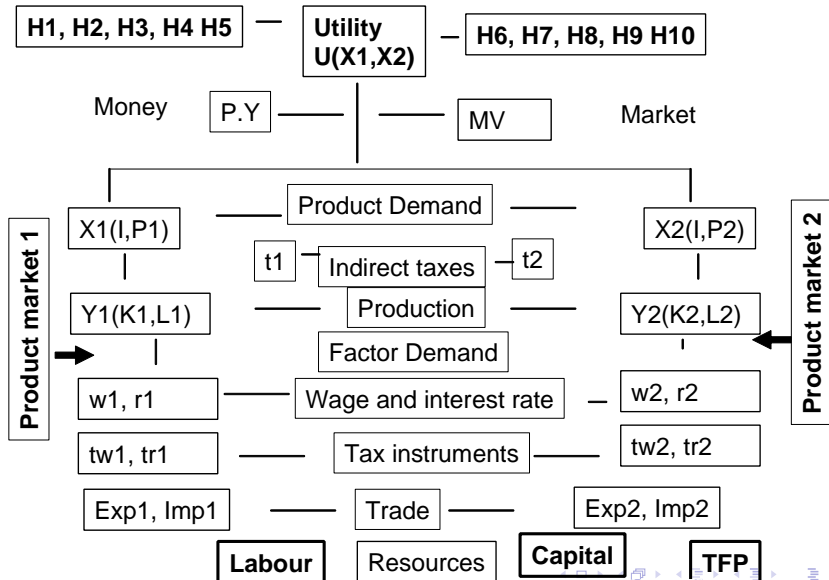 H1, H2, H3, H4 H5
Utility
U(X1,X2)
H6, H7, H8, H9 H10
Money
P.Y
MV
Market
X1(I,P1)
Product Demand
X2(I,P2)
t1
Indirect taxes
t2
Product market 1
Product market 2
Y1(K1,L1)
Production
Y2(K2,L2)
Factor Demand
w1, r1
Wage and interest rate
w2, r2
tw1, tr1
Tax instruments
tw2, tr2
Exp1, Imp1
Trade
Exp2, Imp2
Labour
Resources
Capital
TFP